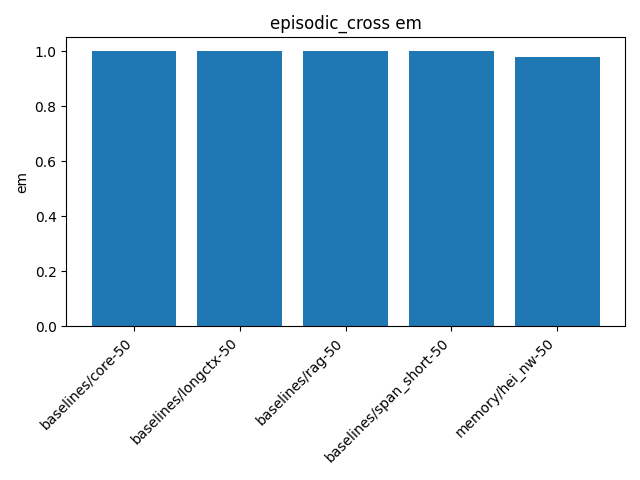 episodic_cross em
em
1.0
0.8
0.6
0.4
0.2
0.0
baselines/core-50
baselines/longctx-50
baselines/rag-50
baselines/span_short-50
memory/hei_nw-50